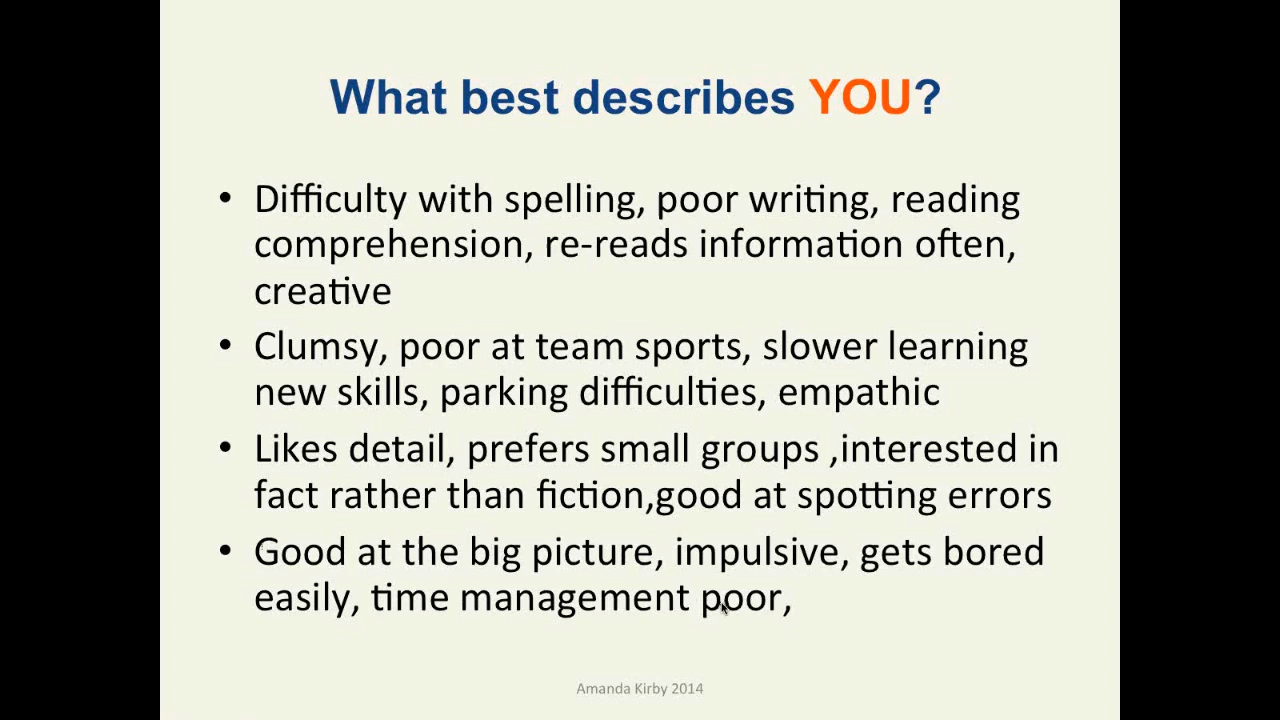 What best describes YOU?
• Difficulty with spelling, poor writing, reading
comprehension, re-reads information often,
creative
• Clumsy, poor at team sports, slower learning
new skills, parking difficulties, empathic
• Likes detail, prefers small groups ,interested in
fact rather than fiction,good at spotting errors
• Good at the big picture, impulsive, gets bored
easily, time management poor,
Amanda Kirby 2014